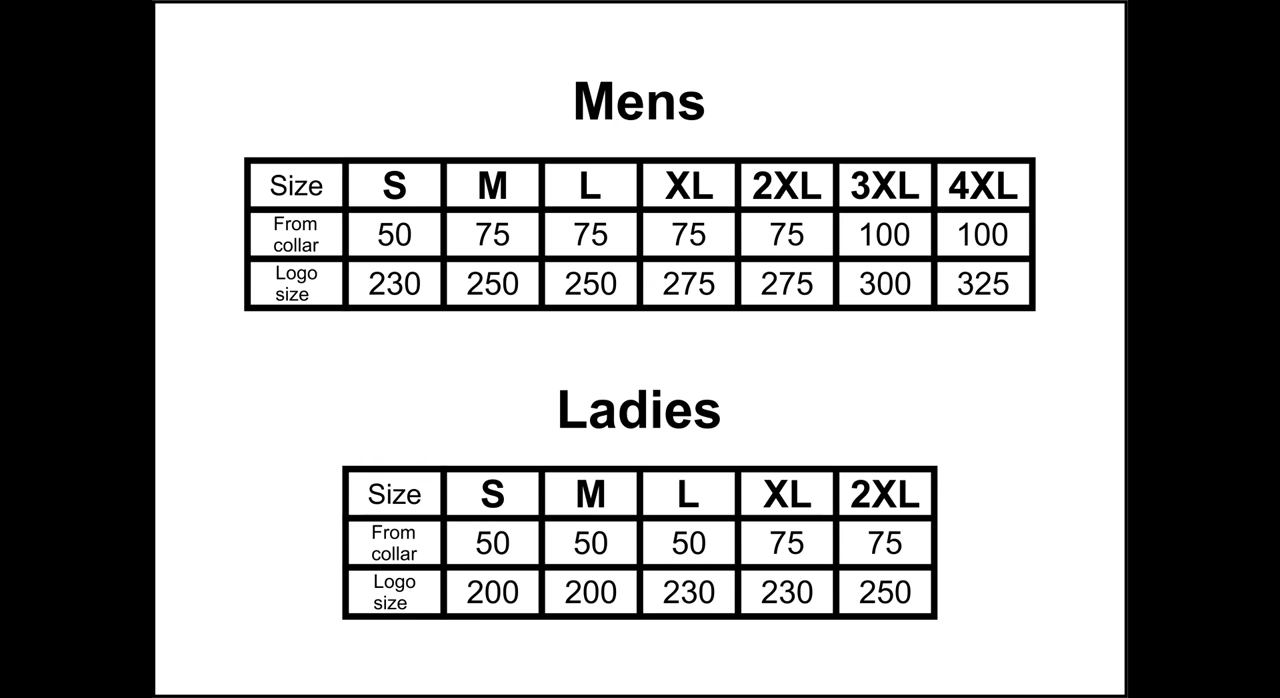 Mens
Size S M L XL 2XL 3XL 4XL
From collar 50 75 75 75 75 100 100
Logo size 230 250 250 275 275 300 325
Ladies
Size S M L XL 2XL
From collar 50 50 50 75 75
Logo size 200 200 230 230 250